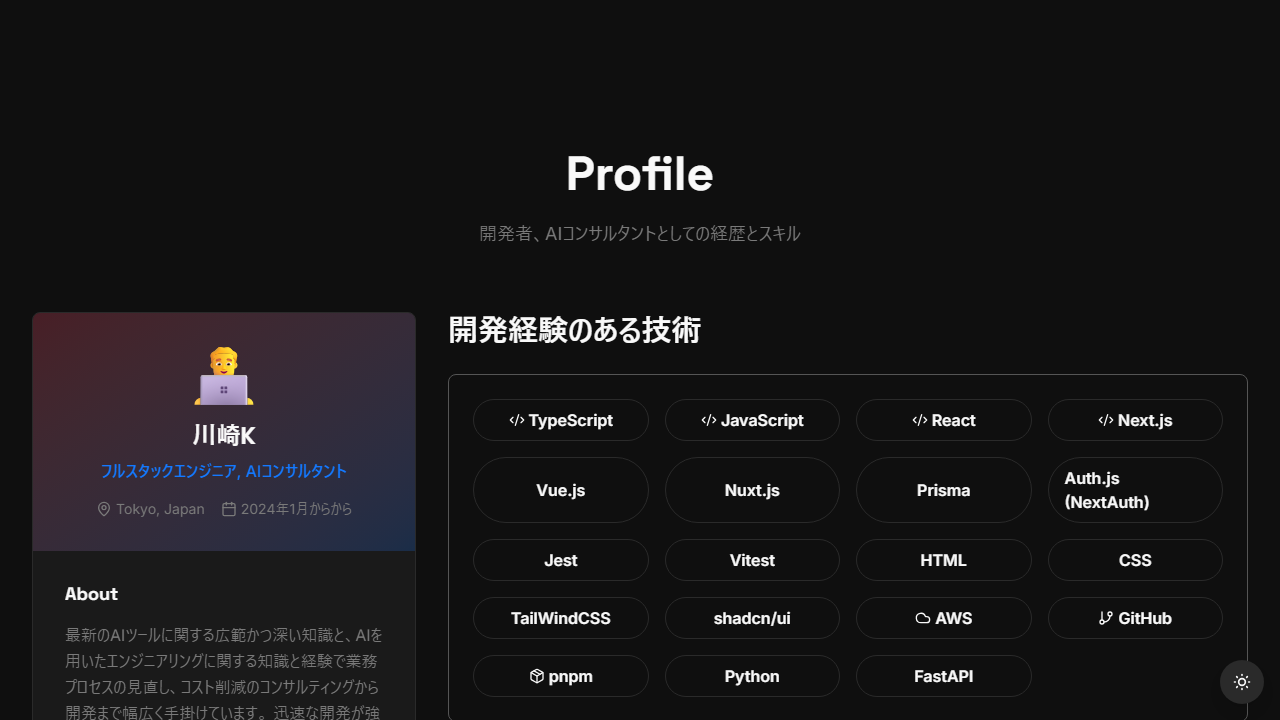 Profile
開発者、AIコンサルタントとしての経歴とスキル
川崎K
フルスタックエンジニア, AIコンサルタント
Tokyo, Japan 2024年1月からから
About
最新のAIツールに関する広範かつ深い知識と、AIを
用いたエンジニアリングに関する知識と経験で業務
プロセスの見直し、コスト削減のコンサルティングから
開発まで幅広く手掛けています。迅速な開発が強
開発経験のある技術
TypeScript JavaScript React Next.js
Vue.js Nuxt.js Prisma Auth.js
(NextAuth)
Jest Vitest HTML CSS
TailWindCSS shadcn/ui AWS GitHub
pnpm Python FastAPI